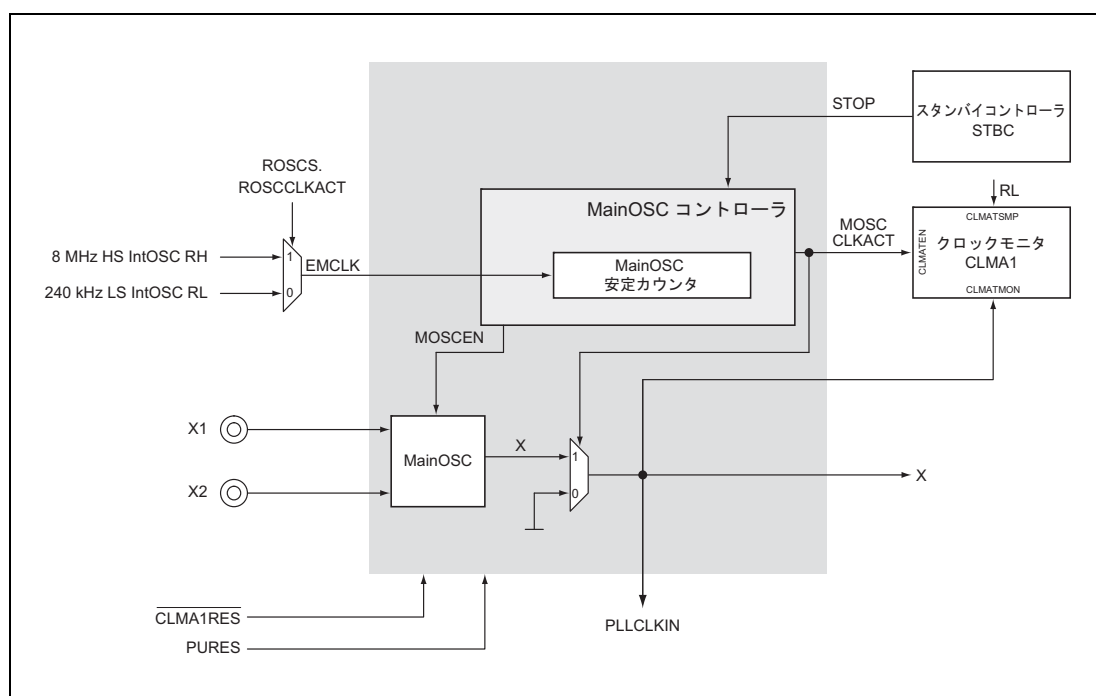 STOP
スタンバイコントローラ
STBC
ROSCS.
ROSCCLKACT
RL
MainOSC コントローラ
MOSC
CLKACT
CLMATSMP
CLMATEN
クロックモニタ
CLMA1
CLMATMON
8 MHz HS IntOSC RH
1
EMCLK
MainOSC
安定カウンタ
240 kHz LS IntOSC RL
0
MOSCEN
X1
MainOSC
X
1
X
X2
0
CLMA1RES
PURES
PLLCLKIN